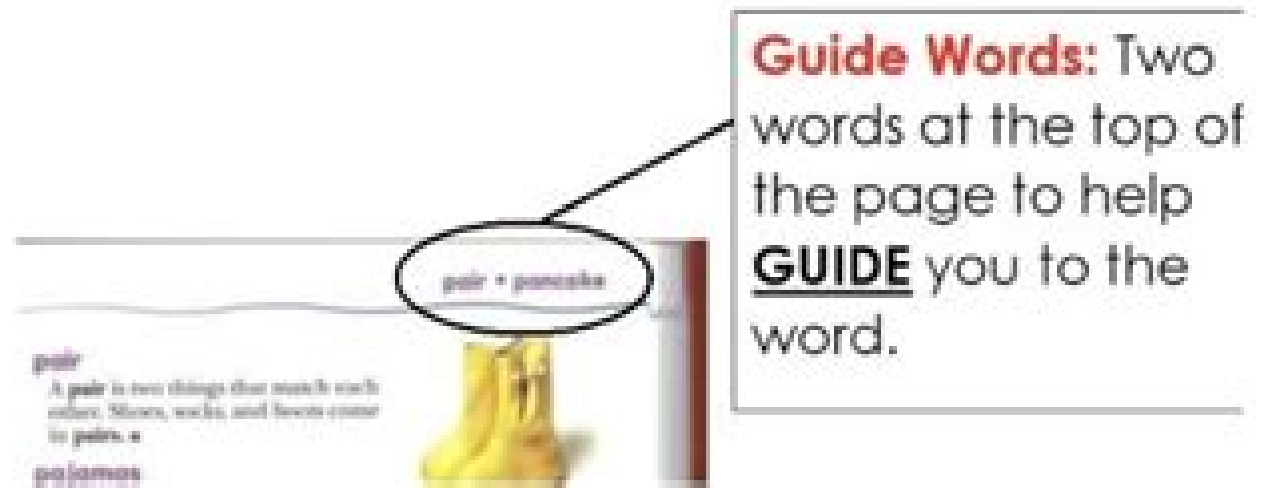 Guide Words: Two
words at the top of
the page to help
GUIDE you to the
word.
pair • pancake
pair
A pair is two things that match each
other. Shoes, socks, and boots come
in pairs.
pajamas